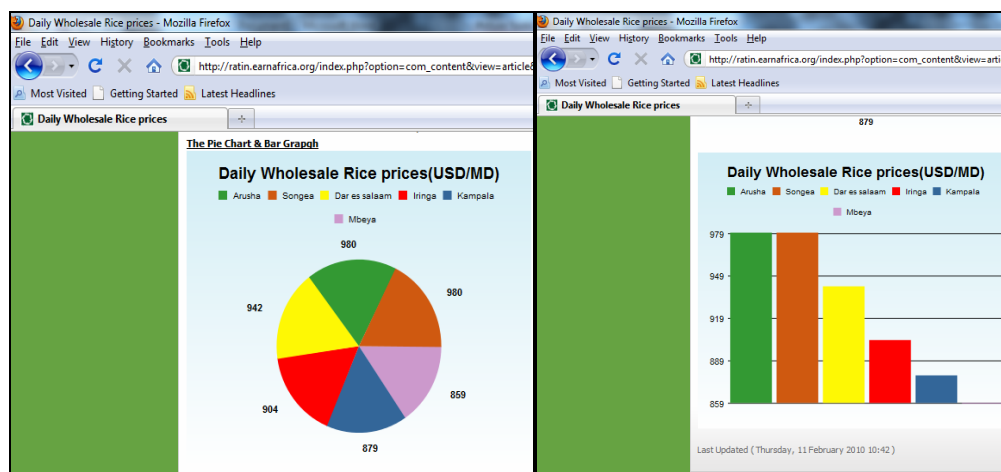 Daily Wholesale Rice prices - Mozilla Firefox
File Edit View History Bookmarks Tools Help
http://ratin.earnafrica.org/index.php?option=com_content&view=article&
Most Visited Getting Started Latest Headlines
Daily Wholesale Rice prices
The Pie Chart & Bar Grapgh
Daily Wholesale Rice prices(USD/MD)
Arusha Songea Dar es salaam Iringa Kampala
Mbeya
980
980
942
859
904
879
Daily Wholesale Rice prices - Mozilla Firefox
File Edit View History Bookmarks Tools Help
http://ratin.earnafrica.org/index.php?option=com_content&view=arti
Most Visited Getting Started Latest Headlines
Daily Wholesale Rice prices
879
Daily Wholesale Rice prices(USD/MD)
Arusha Songea Dar es salaam Iringa Kampala
Mbeya
979
949
919
889
859
Last Updated ( Thursday, 11 February 2010 10:42 )